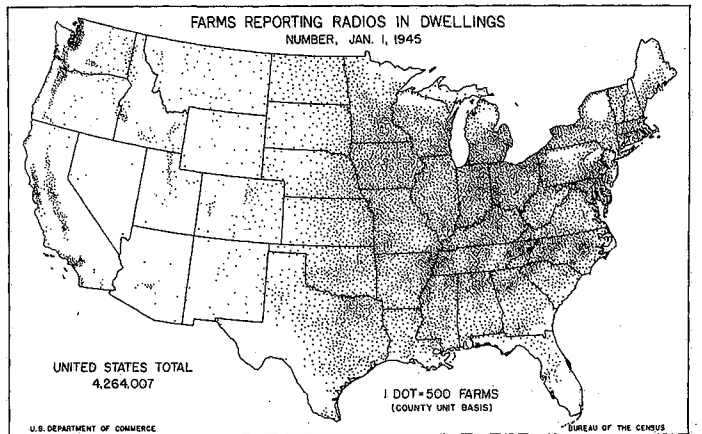 FARMS REPORTING RADIOS IN DWELLINGS
NUMBER, JAN. 1, 1945
UNITED STATES TOTAL
4,264,007
1 DOT=500 FARMS
(COUNTY UNIT BASIS)
U.S. DEPARTMENT OF COMMERCE
BUREAU OF THE CENSUS